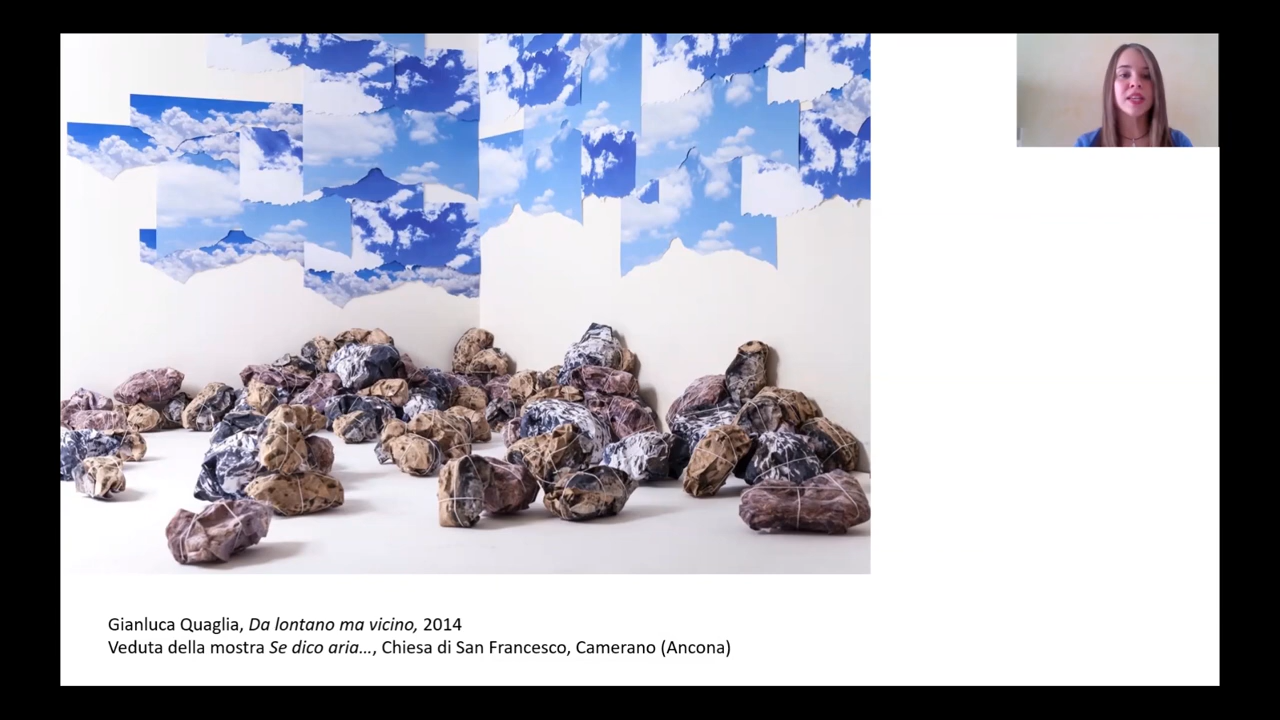 Gianluca Quaglia, Da lontano ma vicino, 2014
Veduta della mostra Se dico aria…, Chiesa di San Francesco, Camerano (Ancona)